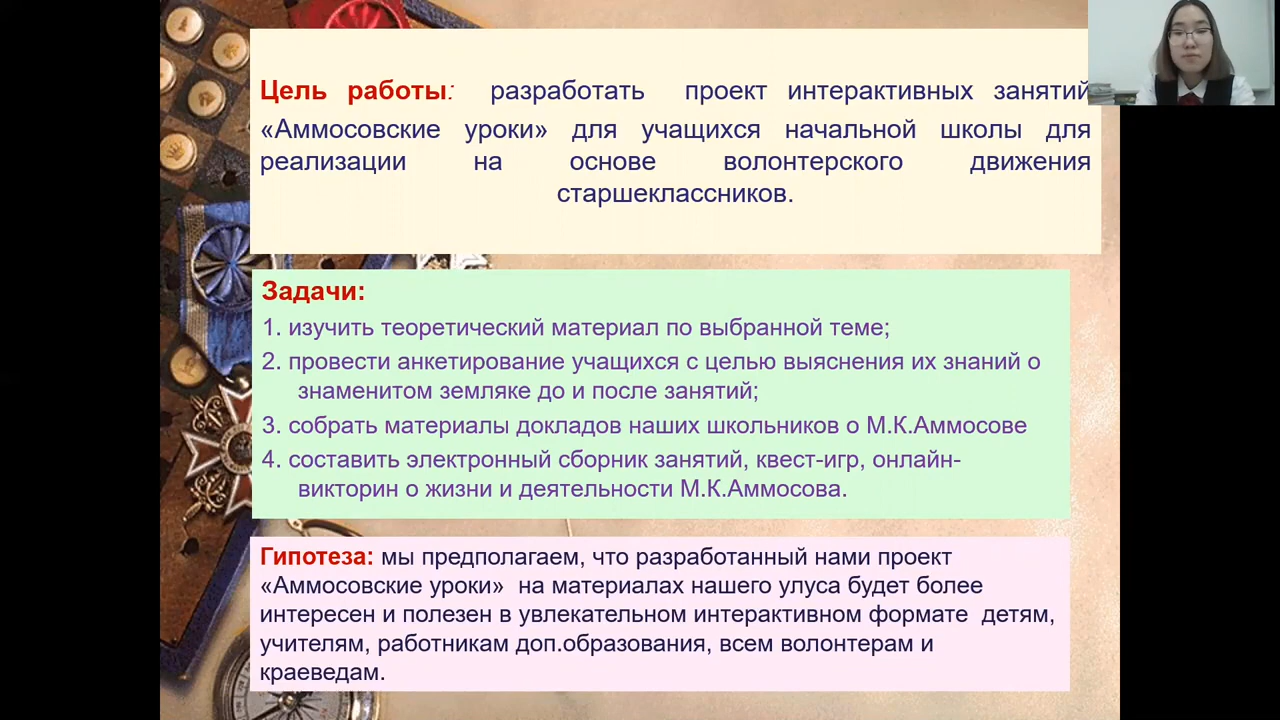 Цель работы: разработать проект интерактивных занятий
«Аммосовские уроки» для учащихся начальной школы для
реализации на основе волонтерского движения
старшеклассников.
Задачи:
1. изучить теоретический материал по выбранной теме;
2. провести анкетирование учащихся с целью выяснения их знаний о
знаменитом земляке до и после занятий;
3. собрать материалы докладов наших школьников о М.К.Аммосове
4. составить электронный сборник занятий, квест-игр, онлайн-
викторин о жизни и деятельности М.К.Аммосова.
Гипотеза: мы предполагаем, что разработанный нами проект
«Аммосовские уроки» на материалах нашего улуса будет более
интересен и полезен в увлекательном интерактивном формате детям,
учителям, работникам доп.образования, всем волонтерам и
краеведам.